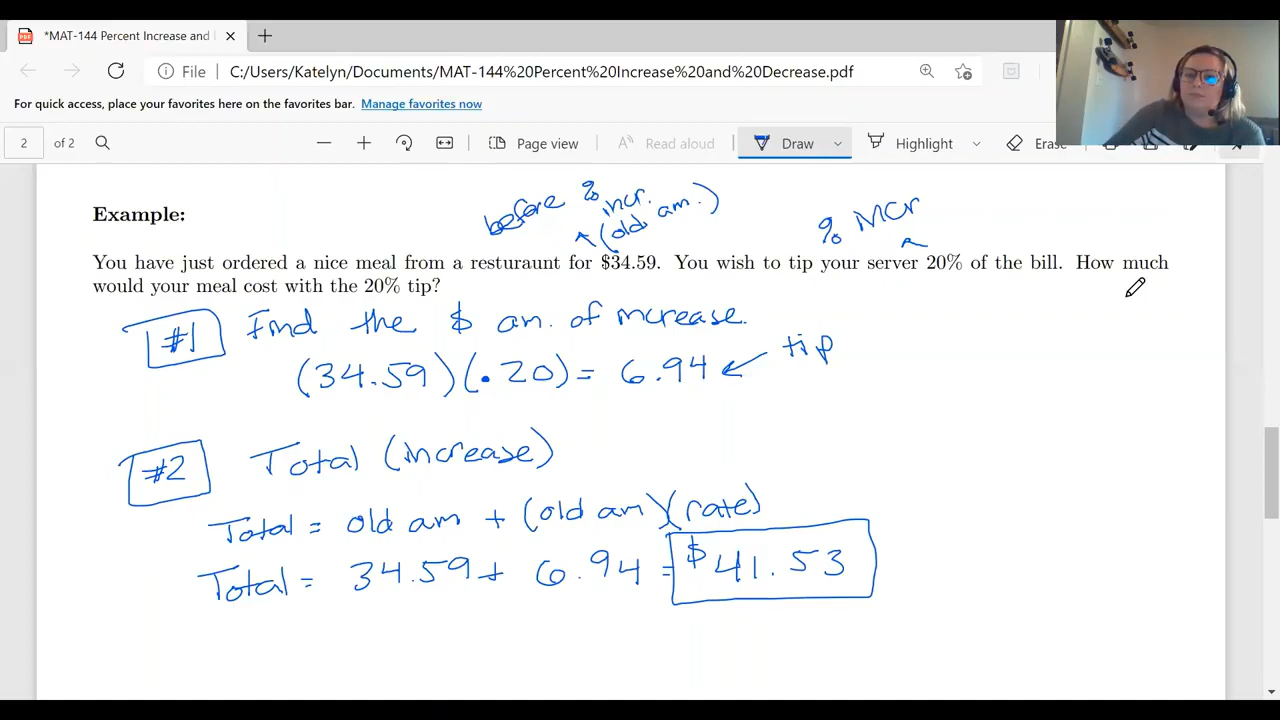 *MAT-144 Percent Increase and
File C:/Users/Katelyn/Documents/MAT-144%20Percent%20Increase%20and%20Decrease.pdf
For quick access, place your favorites here on the favorites bar. Manage favorites now
2 of 2 Page view Read aloud Draw Highlight Erase
before % incr.
(old am.)
% incr
Example:
You have just ordered a nice meal from a resturaunt for $34.59. You wish to tip your server 20% of the bill. How much
would your meal cost with the 20% tip?
#1 Find the $ am. of increase.
(34.59)(.20) = 6.94 tip
#2 Total (increase)
Total = old am + (old am)(rate)
Total = 34.59 + 6.94 = $41.53